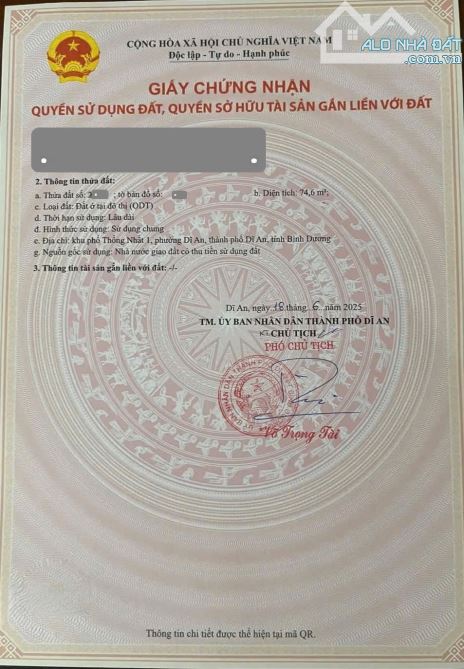 CỘNG HÒA XÃ HỘI CHỦ NGHĨA VIỆT NAM
Độc lập - Tự do - Hạnh phúc
ALO NHÀ ĐẤT
.com.vn
GIẤY CHỨNG NHẬN
QUYỀN SỬ DỤNG ĐẤT, QUYỀN SỞ HỮU TÀI SẢN GẮN LIỀN VỚI ĐẤT
2. Thông tin thửa đất:
a. Thửa đất số: ; tờ bản đồ số: b. Diện tích: 74,6m²;
c. Loại đất: Đất ở tại đô thị (ODT)
d. Thời hạn sử dụng: Lâu dài
đ. Hình thức sử dụng: Sử dụng chung
e. Địa chỉ: khu phố Thống Nhất 1, phường Dĩ An, thành phố Dĩ An, tỉnh Bình Dương
g. Nguồn gốc sử dụng: Nhà nước giao đất có thu tiền sử dụng đất
3. Thông tin tài sản gắn liền với đất: -/-
Dĩ An, ngày 18 tháng 6 năm 2025
TM. ỦY BAN NHÂN DÂN THÀNH PHỐ DĨ AN
KT CHỦ TỊCH
PHÓ CHỦ TỊCH
Võ Trọng Tài
Thông tin chi tiết được thể hiện tại mã QR.